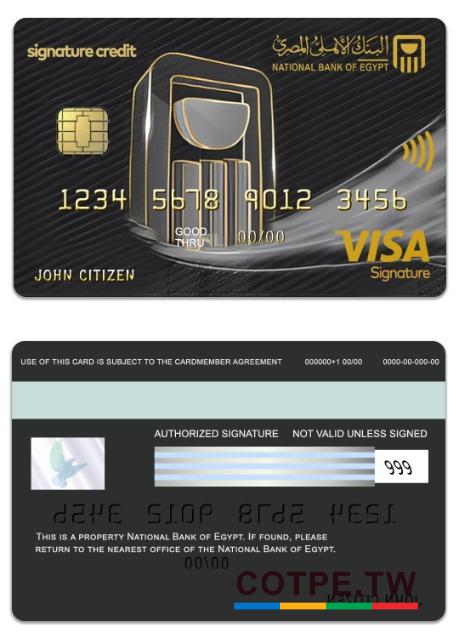 signature credit
البنك الأهلي المصري
NATIONAL BANK OF EGYPT
1234 5678 9012 3456
GOOD
THRU
00/00
VISA
JOHN CITIZEN
Signature
USE OF THIS CARD IS SUBJECT TO THE CARDMEMBER AGREEMENT 000000+1 00/00 0000-00-000-00
AUTHORIZED SIGNATURE NOT VALID UNLESS SIGNED
999
1234 5678 9012 3456
THIS IS A PROPERTY NATIONAL BANK OF EGYPT. IF FOUND, PLEASE
RETURN TO THE NEAREST OFFICE OF THE NATIONAL BANK OF EGYPT.
00/00
COTPE.TW
JOHN CITIZEN